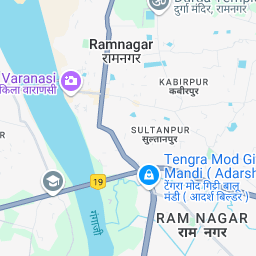 दुर्गा मंदिर, रामनगर
Ramnagar
रामनगर
Varanasi
किला वाराणसी
KABIRPUR
कबीरपुर
SULTANPUR
सुल्तानपुर
Tengra Mod G
Mandi ( Adarsh
टेंगरा मोड गिट्टी बालू
मंडी ( आदर्श बिल्डर )
19
गंगा नदी
RAM NAGAR
राम नगर